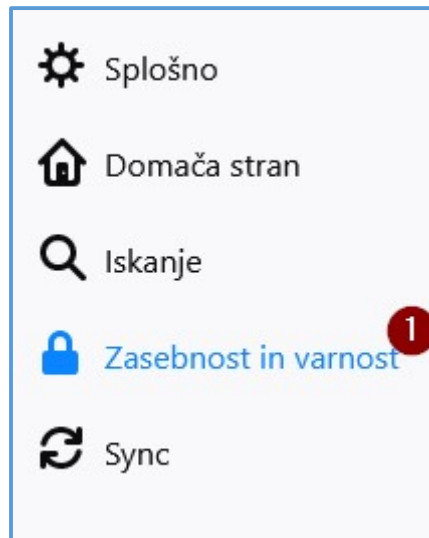 Splošno
Domača stran
Iskanje
Zasebnost in varnost 1
Sync